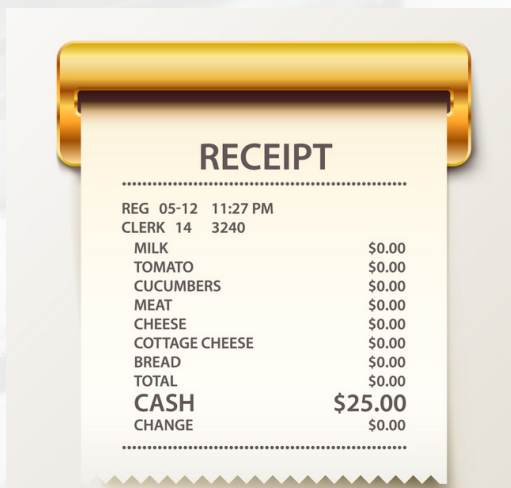 RECEIPT
REG 05-12 11:27 PM
CLERK 14 3240
MILK $0.00
TOMATO $0.00
CUCUMBERS $0.00
MEAT $0.00
CHEESE $0.00
COTTAGE CHEESE $0.00
BREAD $0.00
TOTAL $0.00
CASH $25.00
CHANGE $0.00